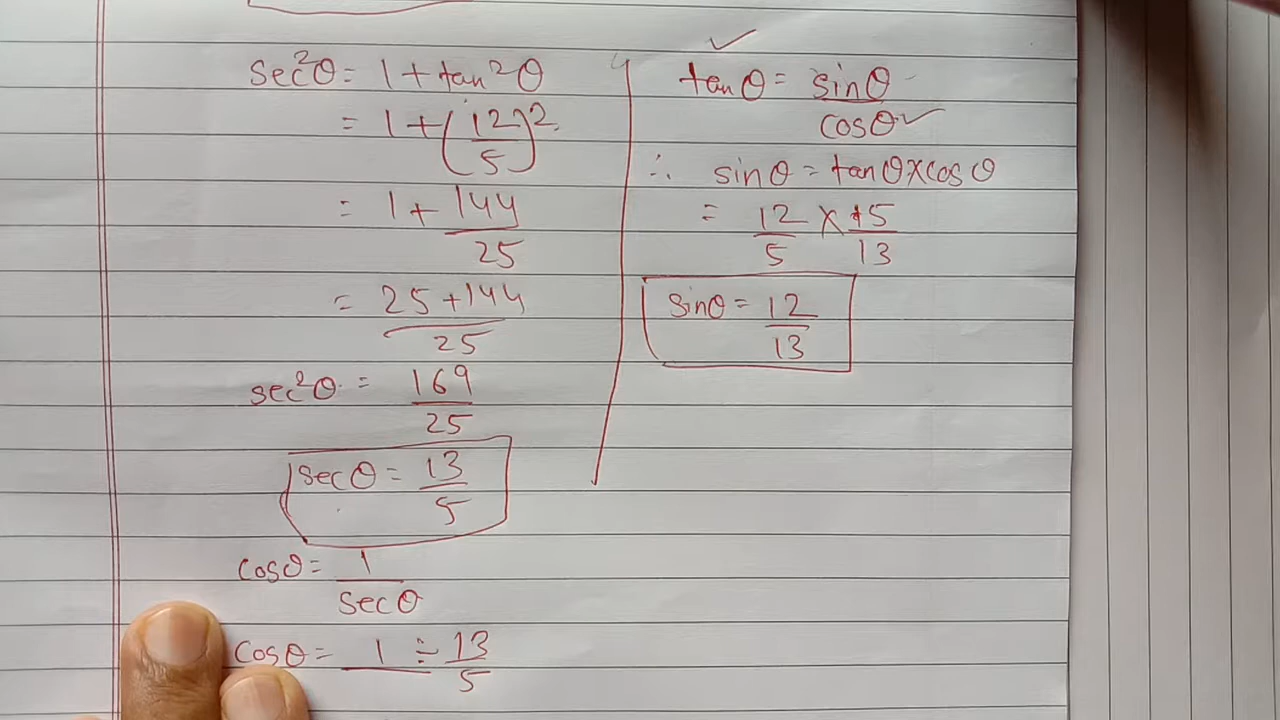 sec²θ = 1 + tan²θ
= 1 + (12/5)²
= 1 + 144/25
= 25 + 144/25
sec²θ = 169/25
secθ = 13/5
cosθ = 1/secθ
cosθ = 1 ÷ 13/5
tanθ = sinθ/cosθ
∴ sinθ = tanθ × cosθ
= 12/5 × 5/13
sinθ = 12/13